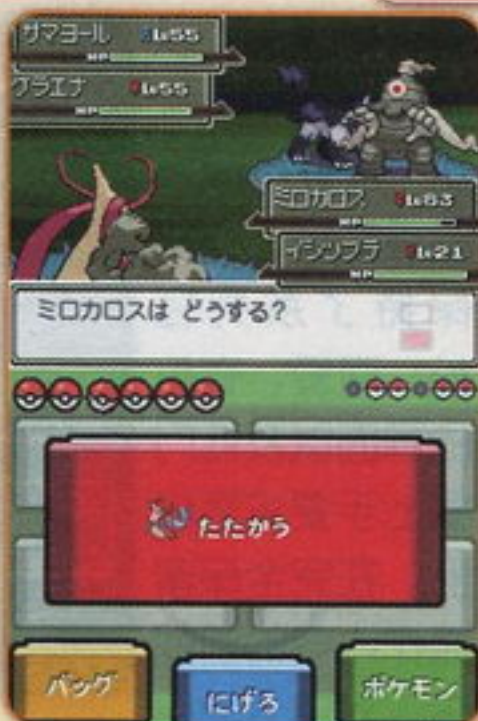 サマヨール Lv55
HP
グラエナ Lv55
HP
ミロカロス Lv63
HP
イシツブテ Lv21
HP
ミロカロスは どうする?
たたかう
バッグ
にげる
ポケモン